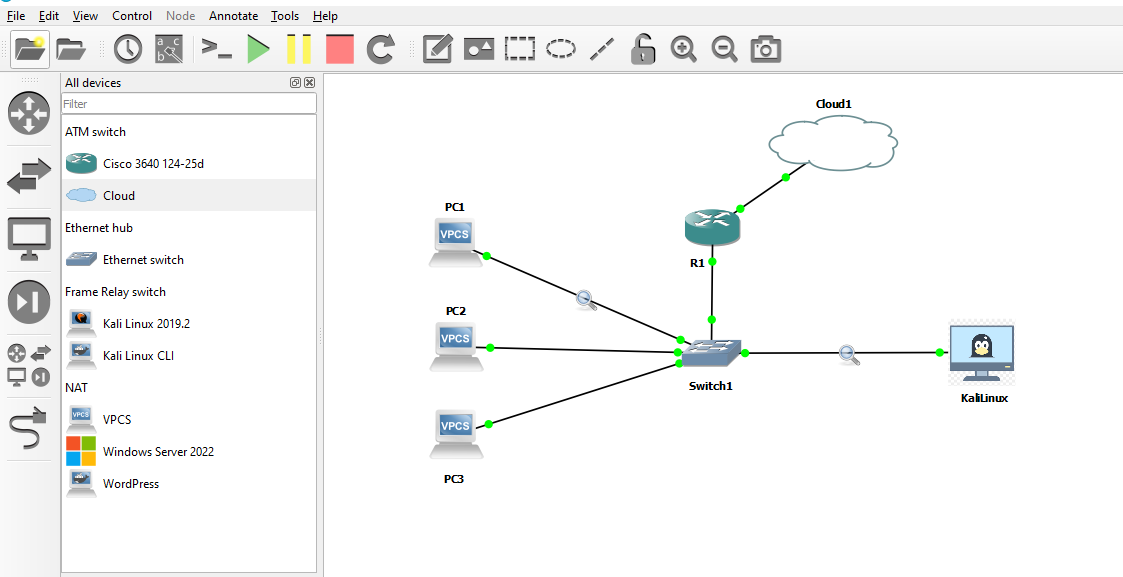 File Edit View Control Node Annotate Tools Help
All devices
Filter
ATM switch
Cisco 3640 124-25d
Cloud
Ethernet hub
Ethernet switch
Frame Relay switch
Kali Linux 2019.2
Kali Linux CLI
NAT
VPCS
VPCS
Windows Server 2022
WordPress
Cloud1
PC1
VPCS
R1
PC2
VPCS
Switch1
KaliLinux
VPCS
PC3